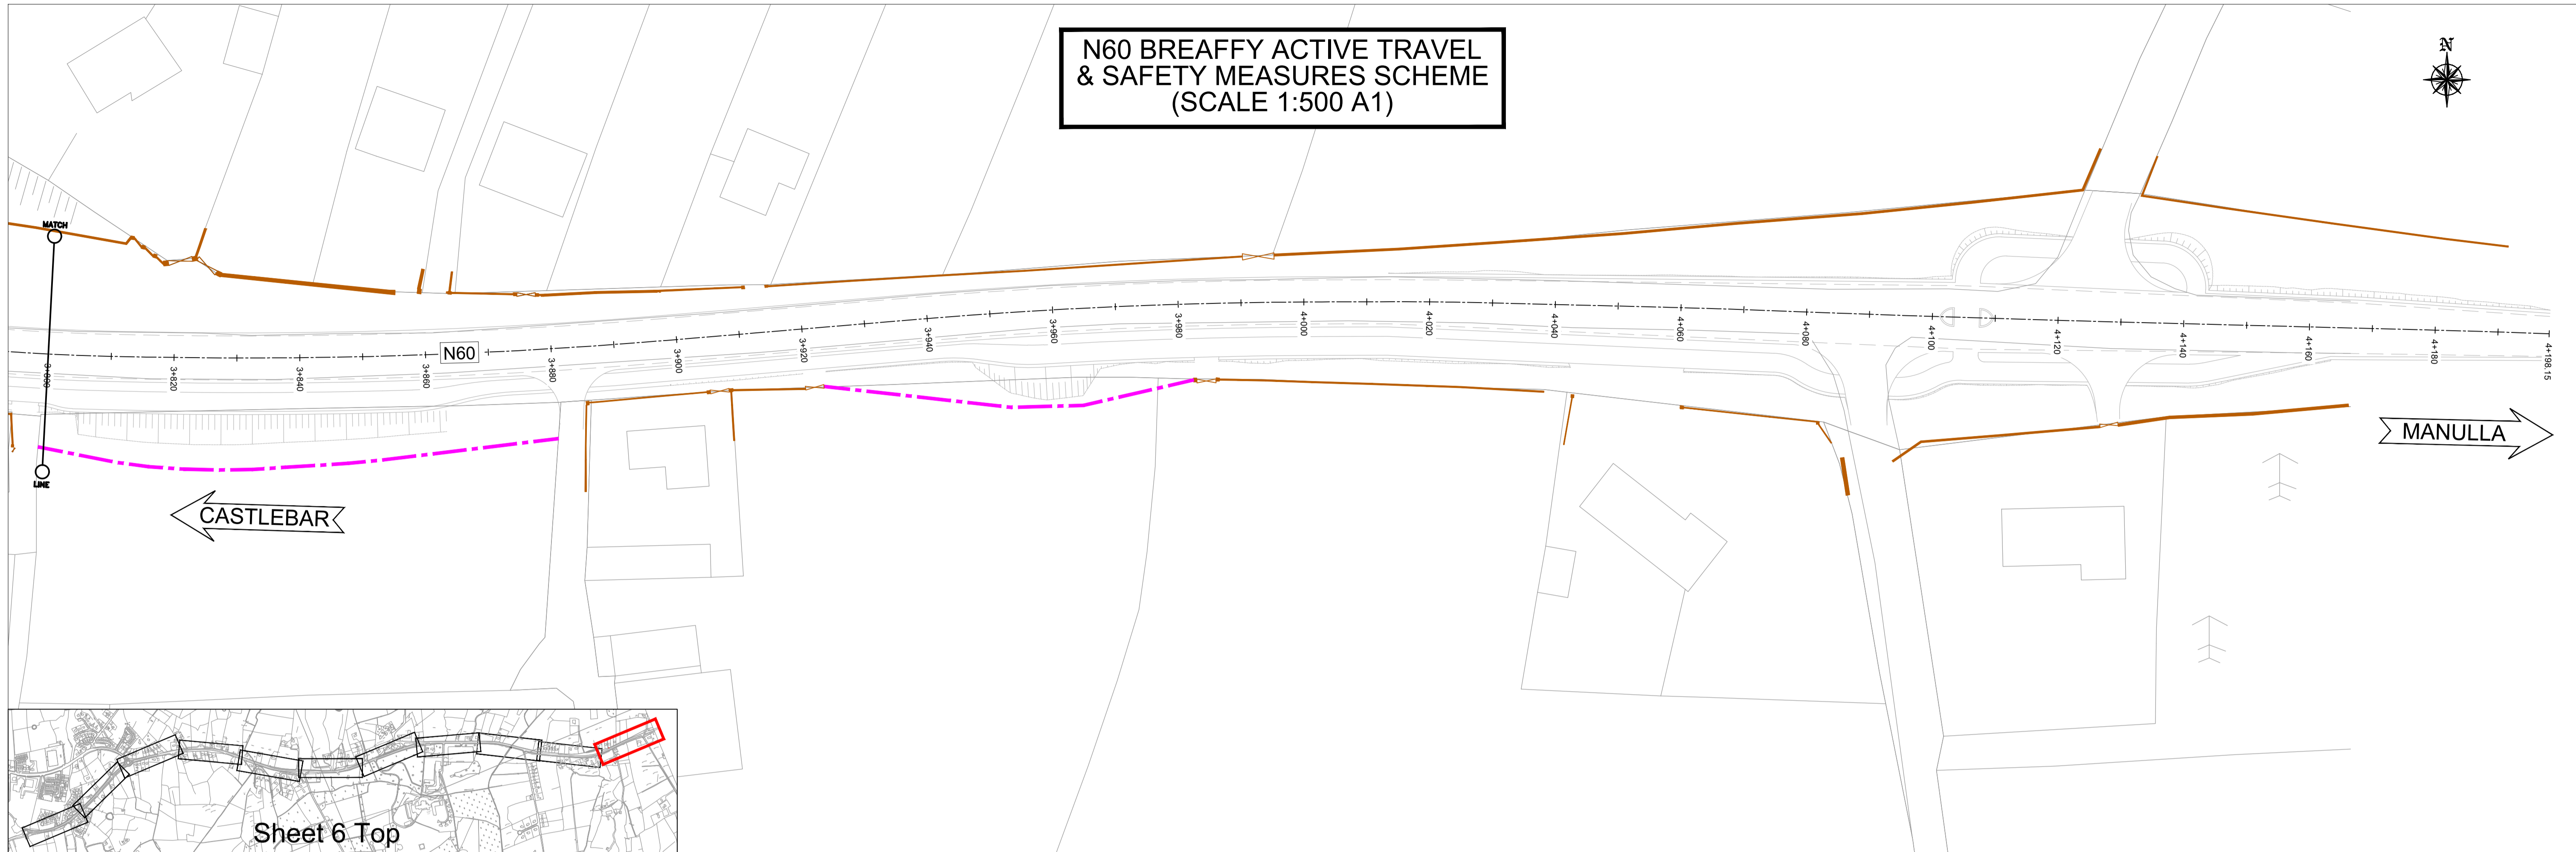 N60 BREAFFY ACTIVE TRAVEL
& SAFETY MEASURES SCHEME
(SCALE 1:500 A1)
N
MATCH
N60
3+800
3+820
3+840
3+860
3+880
3+900
3+920
3+940
3+960
3+980
4+000
4+020
4+040
4+060
4+080
4+100
4+120
4+140
4+160
4+180
4+198.15
LINE
CASTLEBAR
MANULLA
Sheet 6 Top